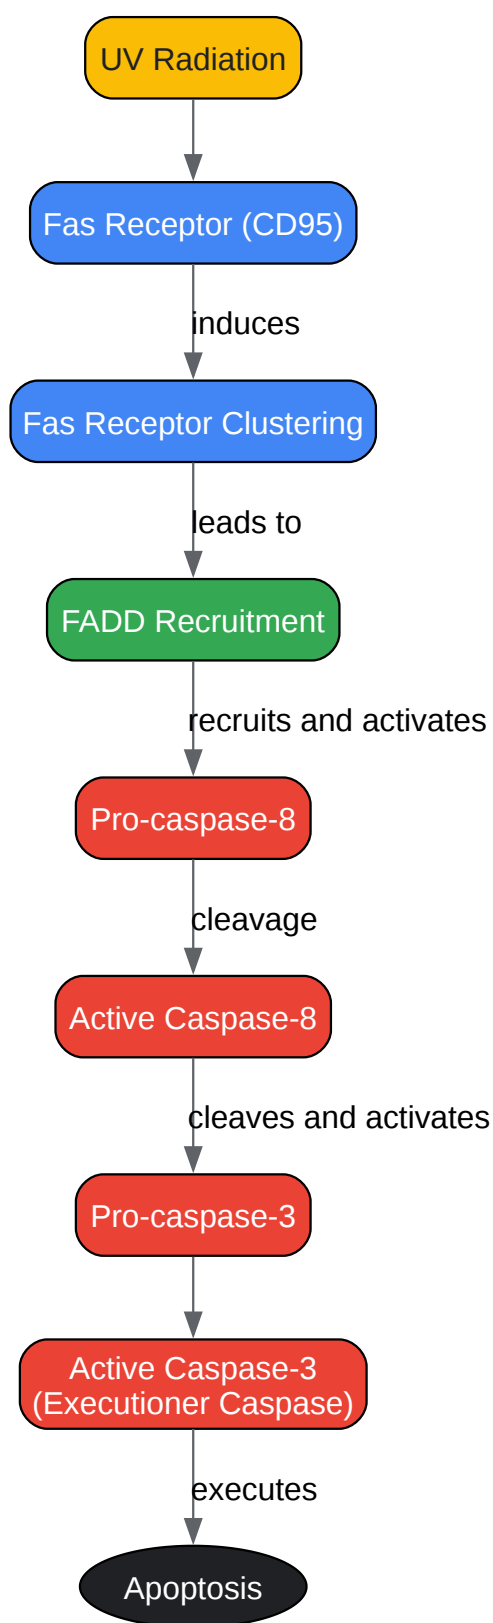 UV Radiation
Fas Receptor (CD95)
induces
Fas Receptor Clustering
leads to
FADD Recruitment
recruits and activates
Pro-caspase-8
cleavage
Active Caspase-8
cleaves and activates
Pro-caspase-3
Active Caspase-3
(Executioner Caspase)
executes
Apoptosis